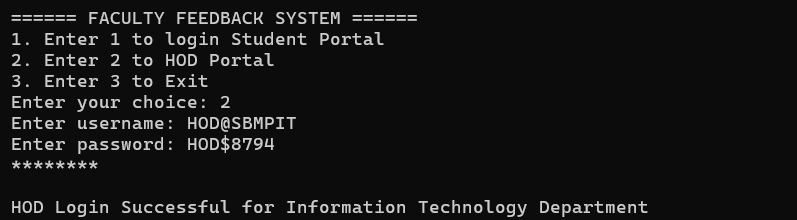 ====== FACULTY FEEDBACK SYSTEM ======
1. Enter 1 to login Student Portal
2. Enter 2 to HOD Portal
3. Enter 3 to Exit
Enter your choice: 2
Enter username: HOD@SBMPIT
Enter password: HOD$8794
********
HOD Login Successful for Information Technology Department